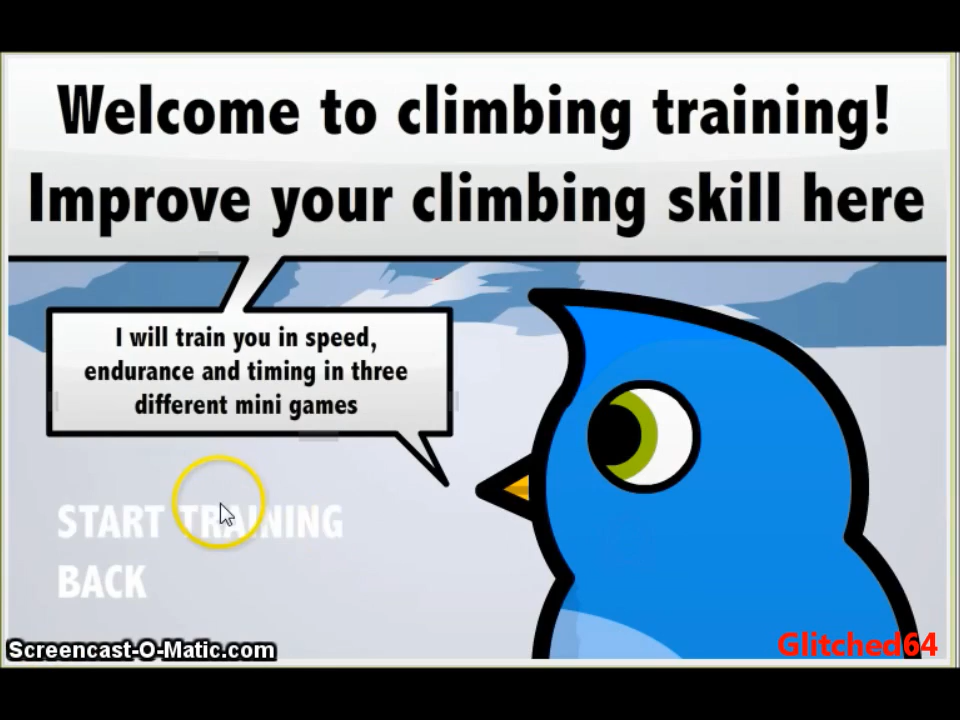 Welcome to climbing training!
Improve your climbing skill here
I will train you in speed,
endurance and timing in three
different mini games
START TRAINING
BACK
Screencast-O-Matic.com
Glitched64